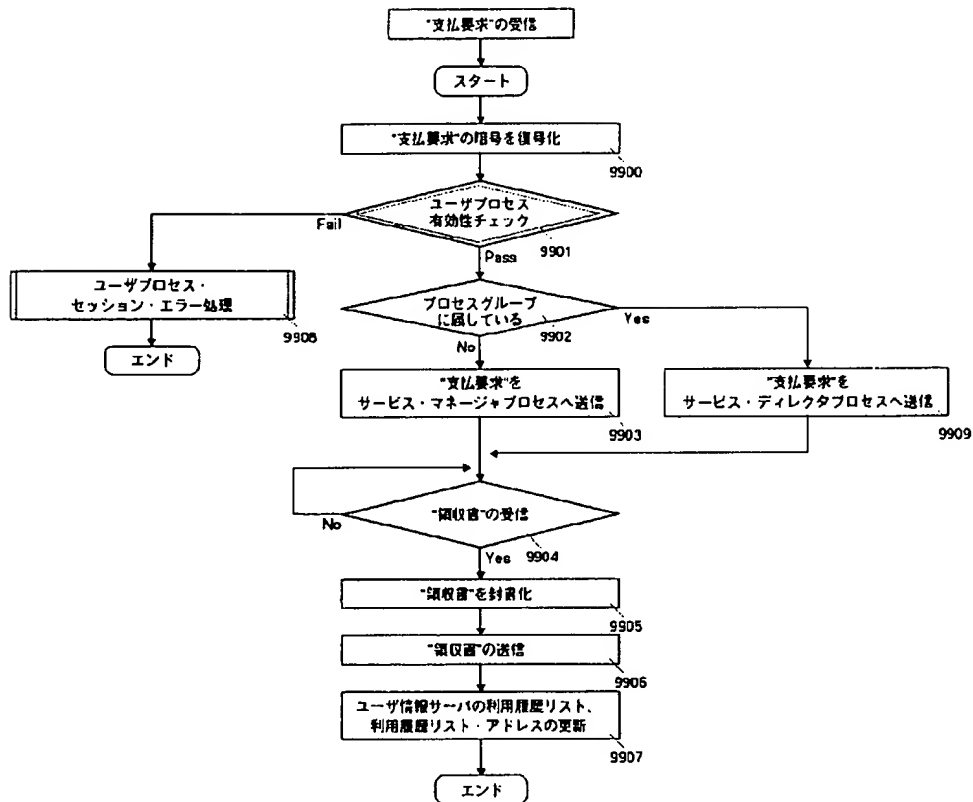 "支払要求"の受信
スタート
"支払要求"の暗号を復号化
9900
ユーザプロセス
有効性チェック
9901
Fail
Pass
ユーザプロセス・
セッション・エラー処理
9908
エンド
プロセスグループ
に属している
9902
Yes
No
"支払要求"を
サービス・マネージャプロセスへ送信
9903
"支払要求"を
サービス・ディレクタプロセスへ送信
9909
"領収書"の受信
No
9904
Yes
"領収書"を封書化
9905
"領収書"の送信
9906
ユーザ情報サーバの利用履歴リスト、
利用履歴リスト・アドレスの更新
9907
エンド